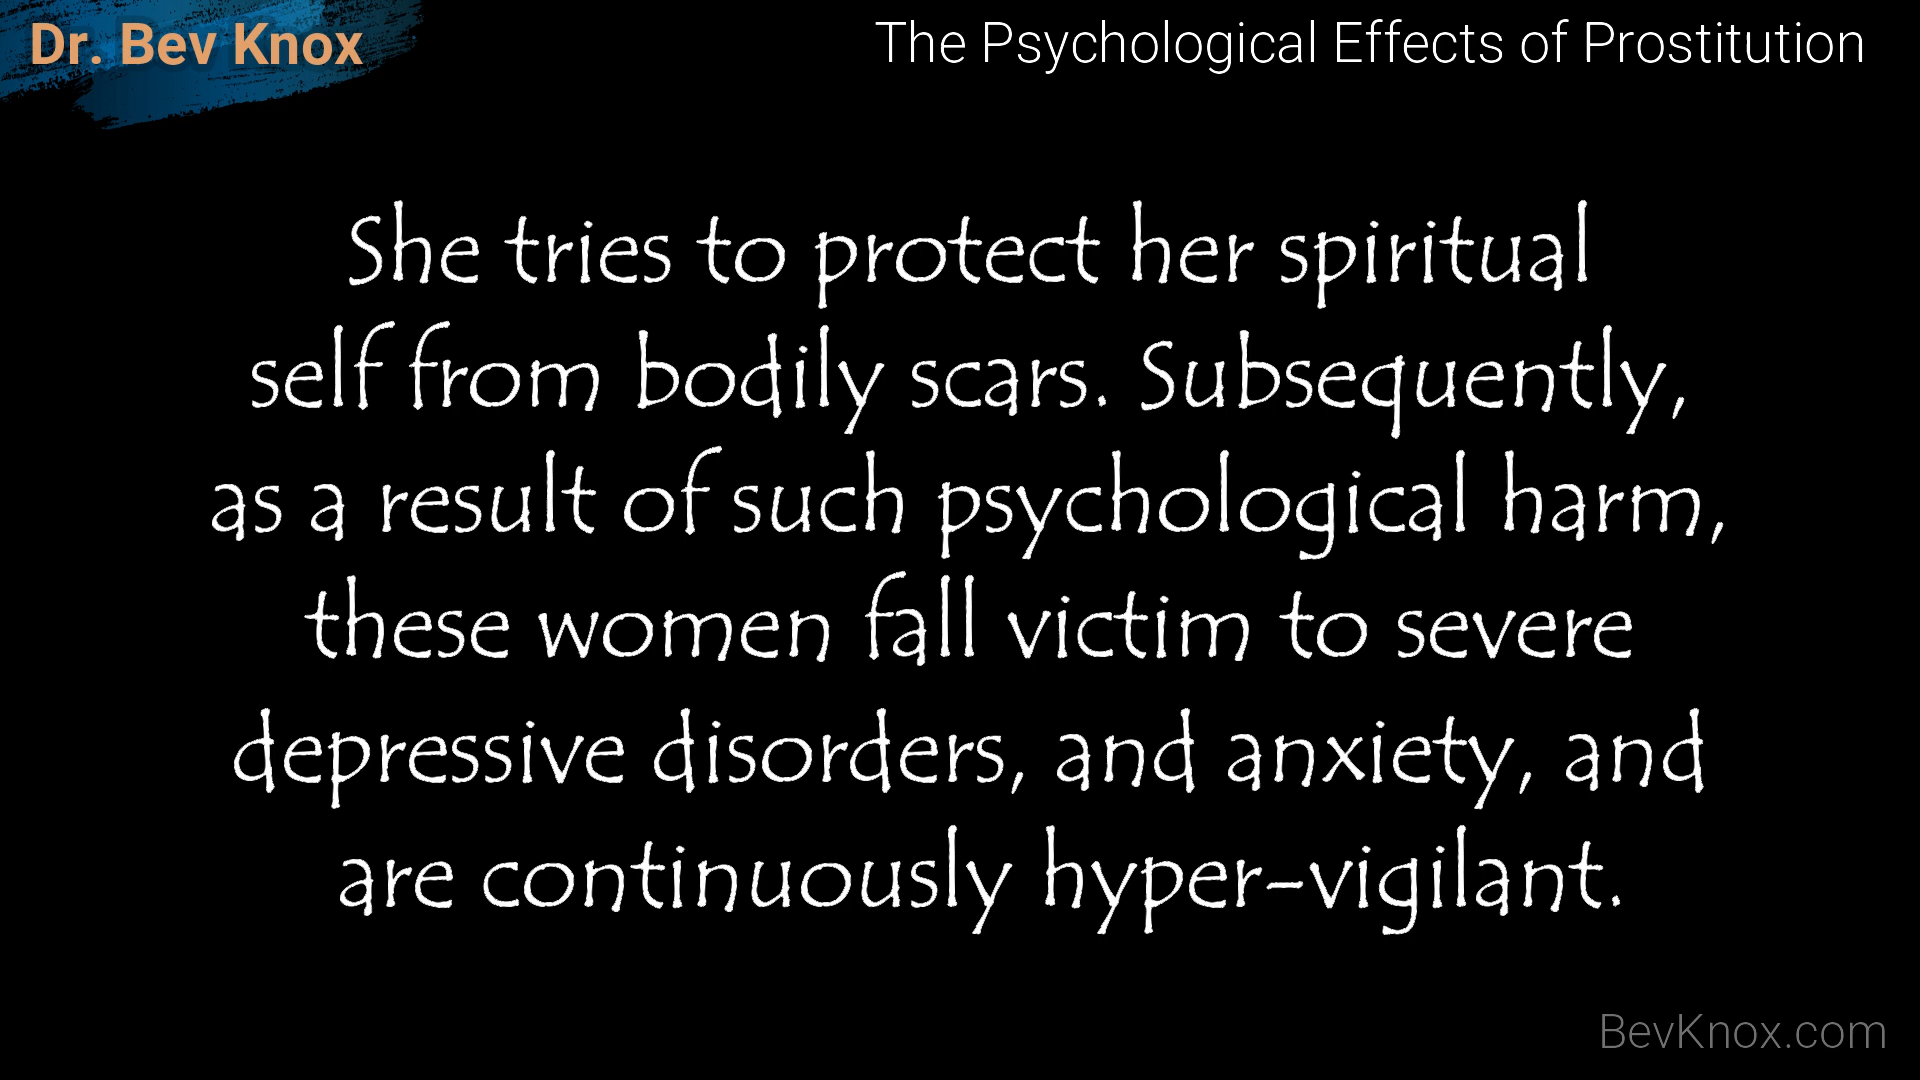 Dr. Bev Knox
The Psychological Effects of Prostitution
She tries to protect her spiritual
self from bodily scars. Subsequently,
as a result of such psychological harm,
these women fall victim to severe
depressive disorders, and anxiety, and
are continuously hyper-vigilant.
BevKnox.com